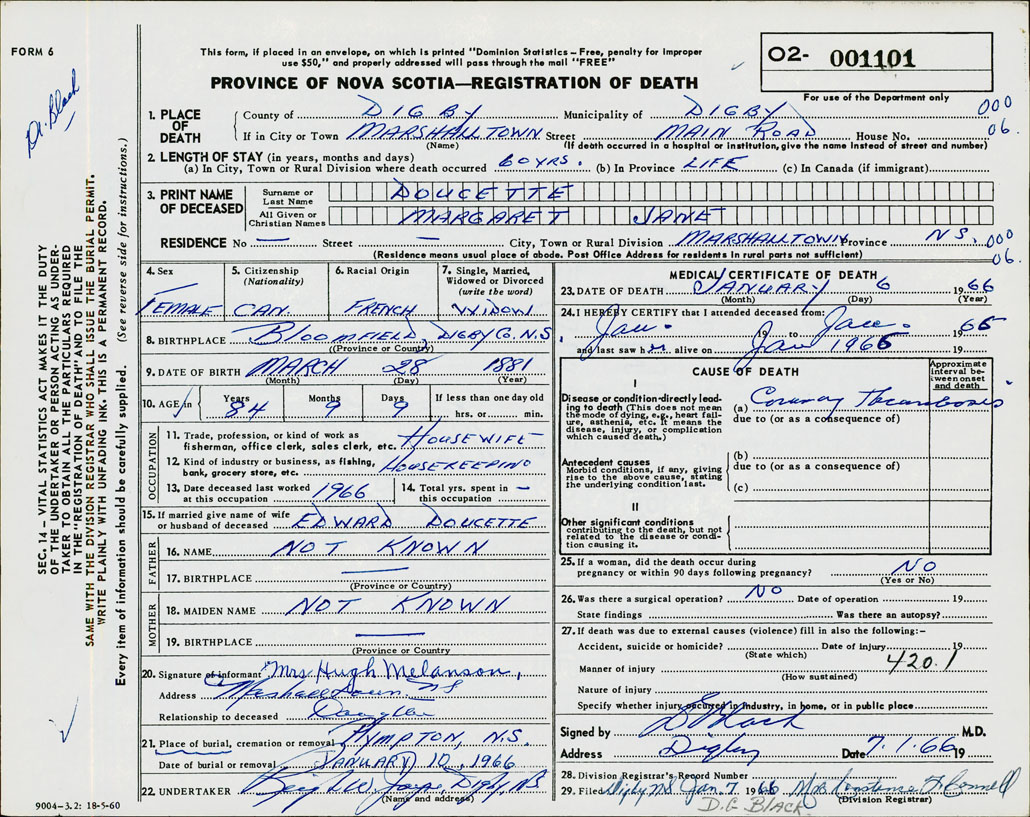 FORM 6
Dr. Black
This form, if placed in an envelope, on which is printed "Dominion Statistics – Free, penalty for improper
use $50," and properly addressed will pass through the mail "FREE"
PROVINCE OF NOVA SCOTIA—REGISTRATION OF DEATH
02- 001101
For use of the Department only
1. PLACE OF DEATH County of DIGBY Municipality of DIGBY 000
If in City or Town MARSHALLTOWN Street MAIN ROAD House No. 06.
(Name) (If death occurred in a hospital or institution, give the name instead of street and number)
2. LENGTH OF STAY (in years, months and days)
(a) In City, Town or Rural Division where death occurred 60 YRS. (b) In Province LIFE (c) In Canada (if immigrant)
3. PRINT NAME OF DECEASED Surname or Last Name DOUCETTE
All Given or Christian Names MARGARET JANE
RESIDENCE No — Street — City, Town or Rural Division MARSHALLTOWN Province N.S. 000
(Residence means usual place of abode. Post Office Address for residents in rural parts not sufficient) 06.
4. Sex FEMALE
5. Citizenship (Nationality) CAN.
6. Racial Origin FRENCH
7. Single, Married, Widowed or Divorced (write the word) WIDOW
8. BIRTHPLACE Bloomfield, DIGBY Co. N.S
(Province or Country)
9. DATE OF BIRTH MARCH 28 1881
(Month) (Day) (Year)
10. AGE in Years 84 Months 9 Days 9 If less than one day old
hrs. or min.
OCCUPATION
11. Trade, profession, or kind of work as
fisherman, office clerk, sales clerk, etc. HOUSEWIFE
12. Kind of industry or business, as fishing,
bank, grocery store, etc. HOUSEKEEPING
13. Date deceased last worked
at this occupation 1966
14. Total yrs. spent in
this occupation —
15. If married give name of wife
or husband of deceased EDWARD DOUCETTE
FATHER
16. NAME NOT KNOWN
17. BIRTHPLACE —
(Province or Country)
MOTHER
18. MAIDEN NAME NOT KNOWN
19. BIRTHPLACE —
(Province or Country)
20. Signature of informant Mrs Hugh Melanson,
Address Marshalltown NS
Relationship to deceased Daughter
21. Place of burial, cremation or removal PLYMPTON, N.S.
Date of burial or removal JANUARY 10, 1966
22. UNDERTAKER Digby, NS
(Name and address)
MEDICAL CERTIFICATE OF DEATH
23. DATE OF DEATH JANUARY 6 1966
(Month) (Day) (Year)
24. I HEREBY CERTIFY that I attended deceased from:
Jan. 19 to Jan. 1966
and last saw her alive on Jan 1966 19
CAUSE OF DEATH
Approximate interval between onset and death
I
Disease or condition directly leading to death (This does not mean the mode of dying, e.g., heart failure, asthenia, etc. It means the disease, injury, or complication which caused death.)
(a) Coronary Thrombosis
due to (or as a consequence of)
Antecedent causes
Morbid conditions, if any, giving rise to the above cause, stating the underlying condition last.
(b)
due to (or as a consequence of)
(c)
II
Other significant conditions
contributing to the death, but not related to the disease or condition causing it.
25. If a woman, did the death occur during
pregnancy or within 90 days following pregnancy? NO
(Yes or No)
26. Was there a surgical operation? NO Date of operation 19
State findings Was there an autopsy?
27. If death was due to external causes (violence) fill in also the following:–
Accident, suicide or homicide? Date of injury 19
(State which)
Manner of injury 420.1
(How sustained)
Nature of injury
Specify whether injury occurred in industry, in home, or in public place
Signed by Black M.D.
Address Digby Date 7.1.66 19
28. Division Registrar's Record Number
29. Filed Digby NS Jan. 7 1966 Mrs Constance F. Connell
(Division Registrar)
D.G BLACK
SEC. 14 – VITAL STATISTICS ACT MAKES IT THE DUTY
OF THE UNDERTAKER OR PERSON ACTING AS UNDER-
TAKER TO OBTAIN ALL THE PARTICULARS REQUIRED
IN THE "REGISTRATION OF DEATH" AND TO FILE THE
SAME WITH THE DIVISION REGISTRAR WHO SHALL ISSUE THE BURIAL PERMIT.
WRITE PLAINLY WITH UNFADING INK. THIS IS A PERMANENT RECORD.
Every item of information should be carefully supplied. (See reverse side for instructions.)
9004–3.2: 18-5-60